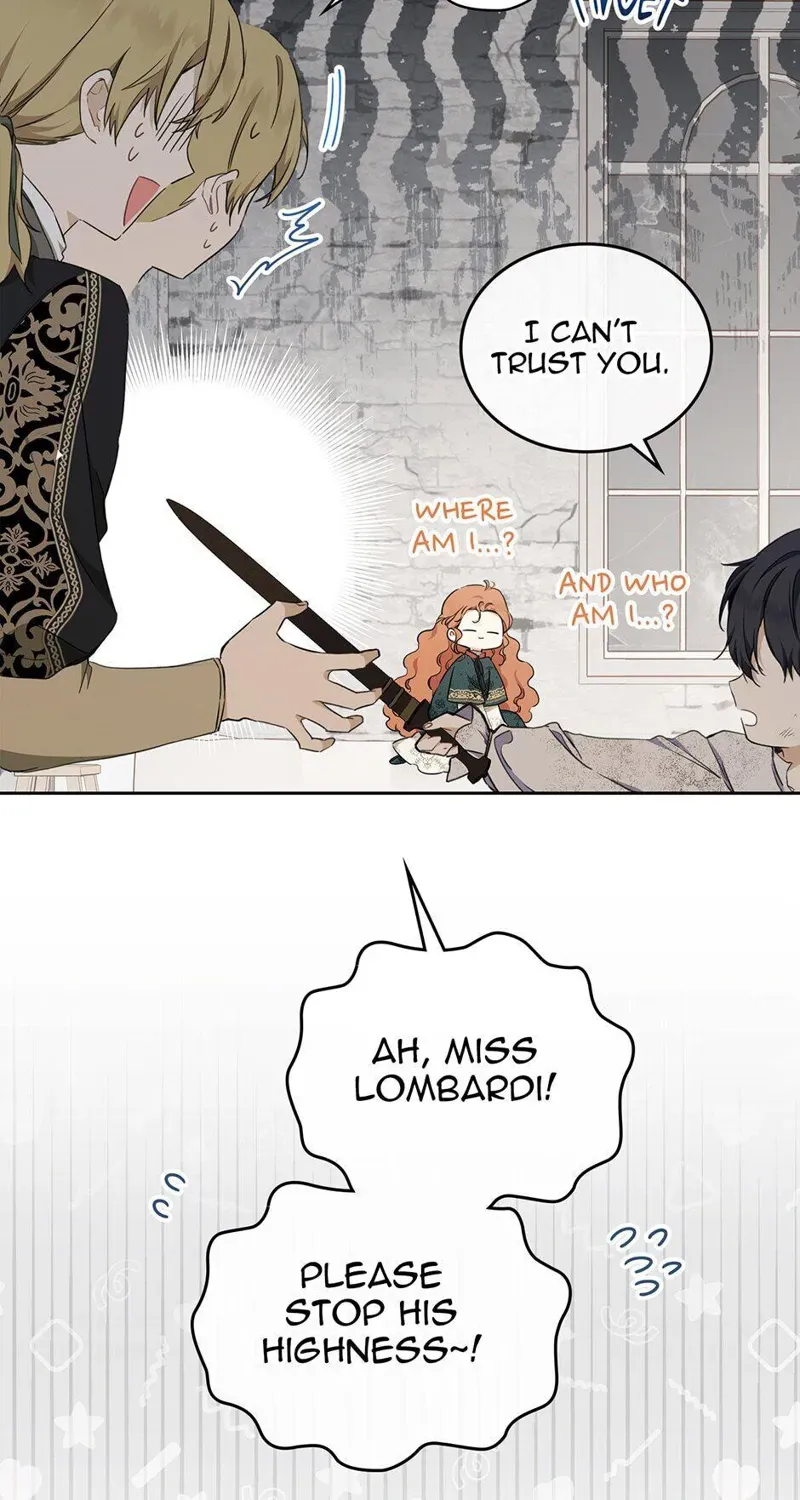 I CAN'T
TRUST YOU.
WHERE
AM I...?
AND WHO
AM I...?
AH, MISS
LOMBARDI!
PLEASE
STOP HIS
HIGHNESS~!